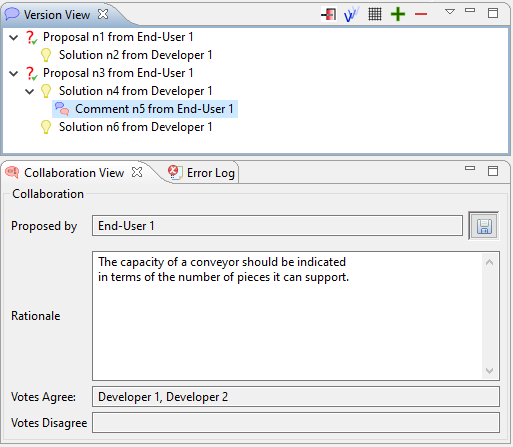 Version View
Proposal n1 from End-User 1
Solution n2 from Developer 1
Proposal n3 from End-User 1
Solution n4 from Developer 1
Comment n5 from End-User 1
Solution n6 from Developer 1
Collaboration View Error Log
Collaboration
Proposed by End-User 1
The capacity of a conveyor should be indicated
in terms of the number of pieces it can support.
Rationale
Votes Agree: Developer 1, Developer 2
Votes Disagree